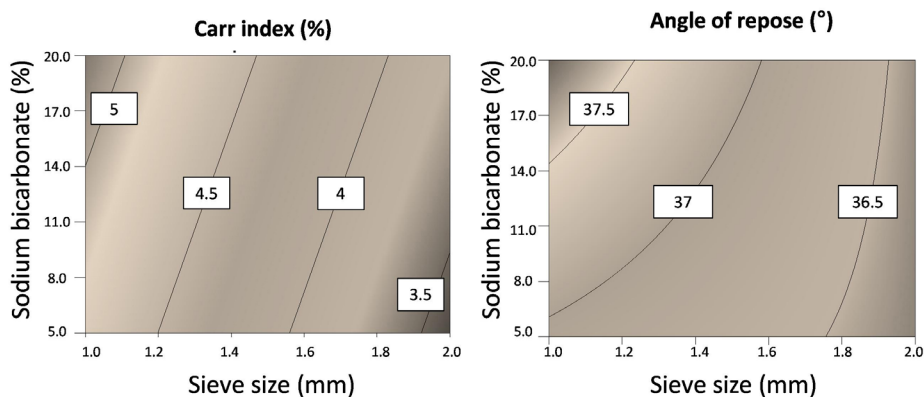 Carr index (%)
Sodium bicarbonate (%)
20.0
17.0
14.0
11.0
8.0
5.0
5
4.5
4
3.5
1.0 1.2 1.4 1.6 1.8 2.0
Sieve size (mm)
Angle of repose (°)
Sodium bicarbonate (%)
20.0
17.0
14.0
11.0
8.0
5.0
37.5
37
36.5
1.0 1.2 1.4 1.6 1.8 2.0
Sieve size (mm)